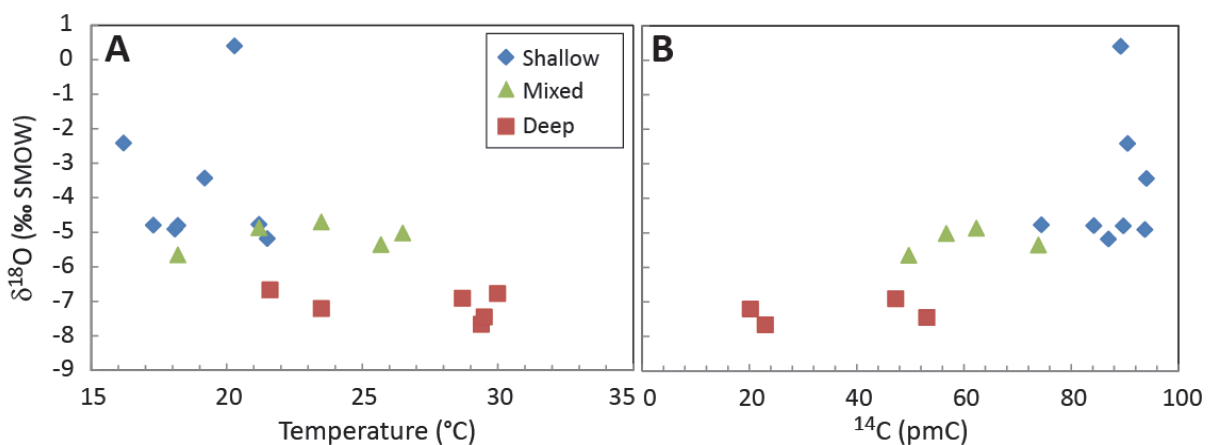 A
B
Shallow
Mixed
Deep
δ18O (‰ SMOW)
1
0
-1
-2
-3
-4
-5
-6
-7
-8
-9
15 20 25 30 35
Temperature (°C)
0 20 40 60 80 100
14C (pmC)